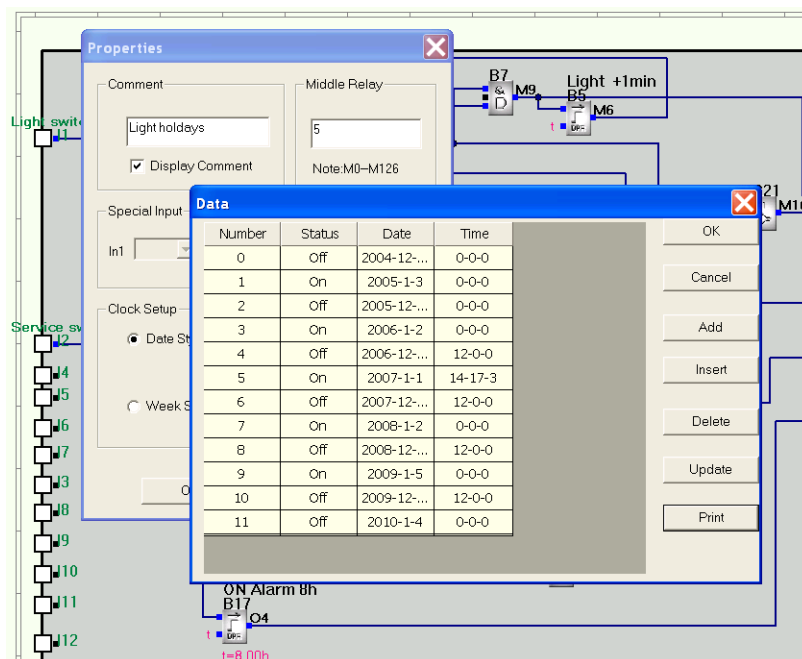 Properties
Comment
Light holdays
Display Comment
Middle Relay
5
Note:M0–M126
Special Input
In1
Clock Setup
Date Sty
Week S
O
Data
Number Status Date Time
0 Off 2004-12-... 0-0-0
1 On 2005-1-3 0-0-0
2 Off 2005-12-... 0-0-0
3 On 2006-1-2 0-0-0
4 Off 2006-12-... 12-0-0
5 On 2007-1-1 14-17-3
6 Off 2007-12-... 12-0-0
7 On 2008-1-2 0-0-0
8 Off 2008-12-... 12-0-0
9 On 2009-1-5 0-0-0
10 Off 2009-12-... 12-0-0
11 Off 2010-1-4 0-0-0
OK
Cancel
Add
Insert
Delete
Update
Print
B7
&
M9
Light +1min
B5
M6
t
21
M1
Light switc
I1
Service sw
I2
I4
I5
I6
I7
I3
I8
I9
I10
I11
I12
ON Alarm 8h
B17
O4
t
t=8.00h